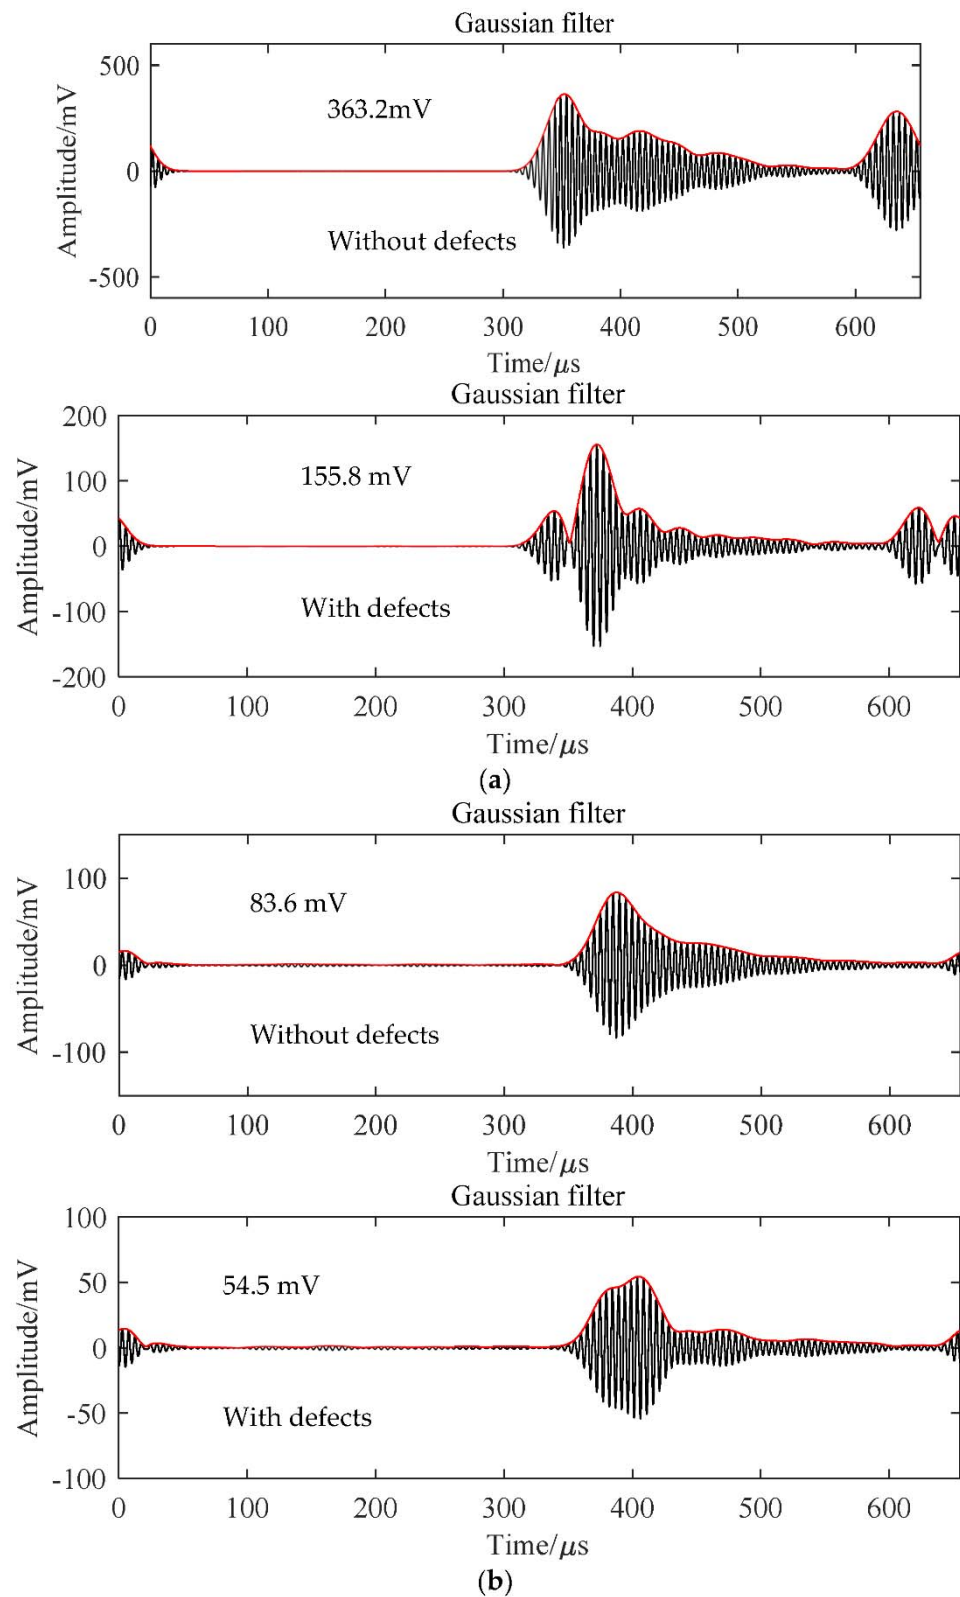 Gaussian filter
500
363.2mV
0
Without defects
-500
Amplitude/mV
0 100 200 300 400 500 600
Time/μs
Gaussian filter
200
155.8 mV
100
0
With defects
-100
-200
Amplitude/mV
0 100 200 300 400 500 600
Time/μs
(a)
Gaussian filter
100
83.6 mV
0
Without defects
-100
Amplitude/mV
0 100 200 300 400 500 600
Time/μs
Gaussian filter
100
54.5 mV
50
0
With defects
-50
-100
Amplitude/mV
0 100 200 300 400 500 600
Time/μs
(b)